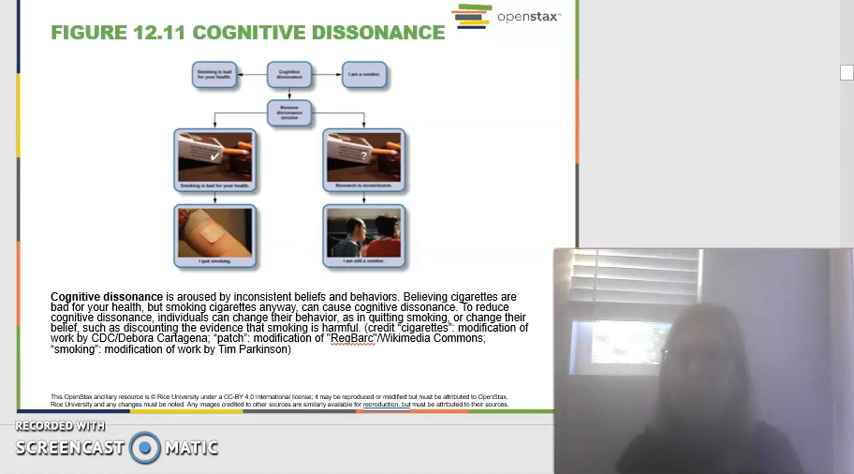 openstax™
FIGURE 12.11 COGNITIVE DISSONANCE
Smoking is bad
for your health.
Cognitive
dissonance
I am a smoker.
Remove
dissonance
tension
Smoking is bad for your health.
Research is inconclusive.
I quit smoking.
I am still a smoker.
Cognitive dissonance is aroused by inconsistent beliefs and behaviors. Believing cigarettes are
bad for your health, but smoking cigarettes anyway, can cause cognitive dissonance. To reduce
cognitive dissonance, individuals can change their behavior, as in quitting smoking, or change their
belief, such as discounting the evidence that smoking is harmful. (credit “cigarettes”: modification of
work by CDC/Debora Cartagena; “patch”: modification of "RegBarc"/Wikimedia Commons;
“smoking”: modification of work by Tim Parkinson)
This OpenStax ancillary resource is © Rice University under a CC-BY 4.0 International license; it may be reproduced or modified but must be attributed to OpenStax,
Rice University and any changes must be noted. Any images credited to other sources are similarly available for reproduction, but must be attributed to their sources.
RECORDED WITH
SCREENCAST MATIC